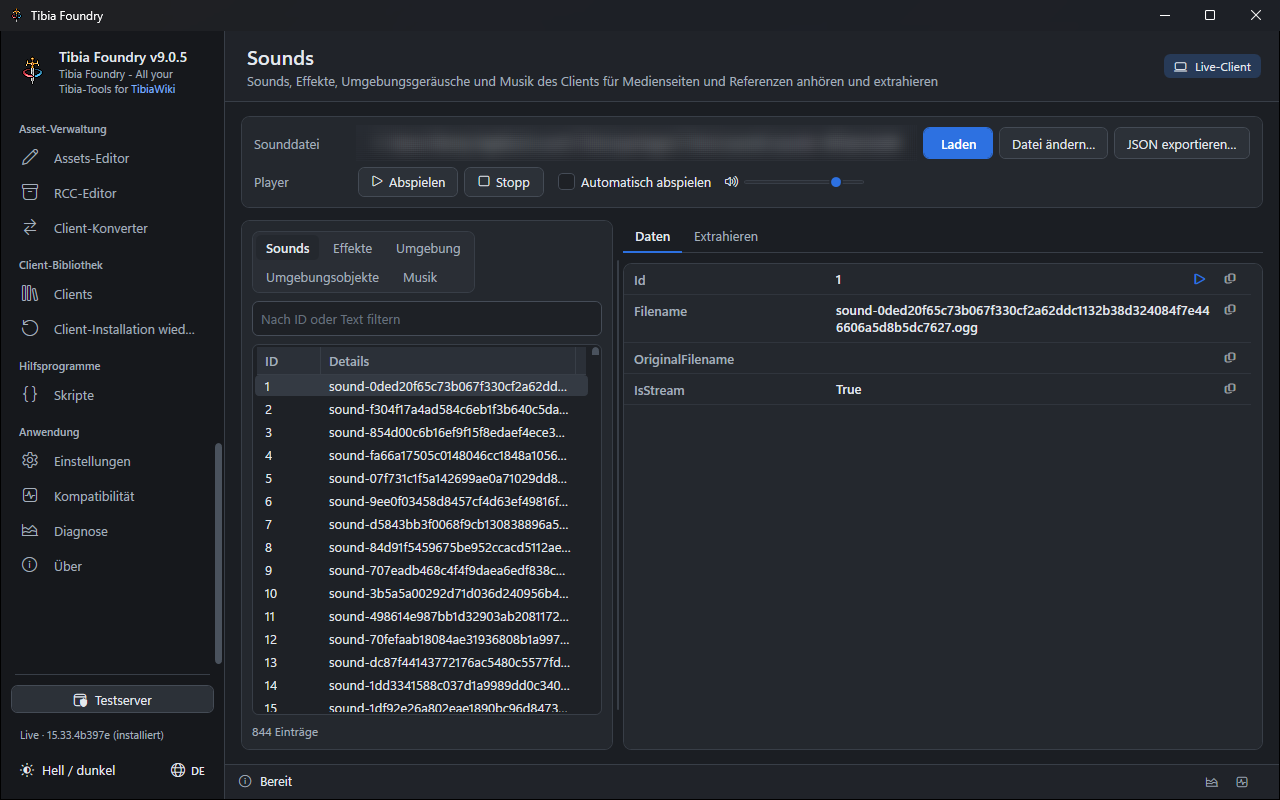 Tibia Foundry
Tibia Foundry v9.0.5
Tibia Foundry - All your
Tibia-Tools for TibiaWiki
Asset-Verwaltung
Assets-Editor
RCC-Editor
Client-Konverter
Client-Bibliothek
Clients
Client-Installation wied...
Hilfsprogramme
Skripte
Anwendung
Einstellungen
Kompatibilität
Diagnose
Über
Testserver
Live · 15.33.4b397e (installiert)
Hell / dunkel
DE
Sounds
Sounds, Effekte, Umgebungsgeräusche und Musik des Clients für Medienseiten und Referenzen anhören und extrahieren
Live-Client
Sounddatei
Laden
Datei ändern...
JSON exportieren...
Player
Abspielen
Stopp
Automatisch abspielen
Sounds Effekte Umgebung
Umgebungsobjekte Musik
Nach ID oder Text filtern
ID Details
1 sound-0ded20f65c73b067f330cf2a62dd...
2 sound-f304f17a4ad584c6eb1f3b640c5da...
3 sound-854d00c6b16ef9f15f8edaef4ece3...
4 sound-fa66a17505c0148046cc1848a1056...
5 sound-07f731c1f5a142699ae0a71029dd8...
6 sound-9ee0f03458d8457cf4d63ef49816f...
7 sound-d5843bb3f0068f9cb130838896a5...
8 sound-84d91f5459675be952ccacd5112ae...
9 sound-707eadb468c4f4f9daea6edf838c...
10 sound-3b5a5a00292d71d036d240956b4...
11 sound-498614e987bb1d32903ab2081172...
12 sound-70fefaab18084ae31936808b1a997...
13 sound-dc87f44143772176ac5480c5577fd...
14 sound-1dd3341588c037d1a9989dd0c340...
15 sound-1df92e26a802eae1890bc96d8473...
844 Einträge
Daten Extrahieren
Id 1
Filename sound-0ded20f65c73b067f330cf2a62ddc1132b38d324084f7e44
6606a5d8b5dc7627.ogg
OriginalFilename
IsStream True
Bereit